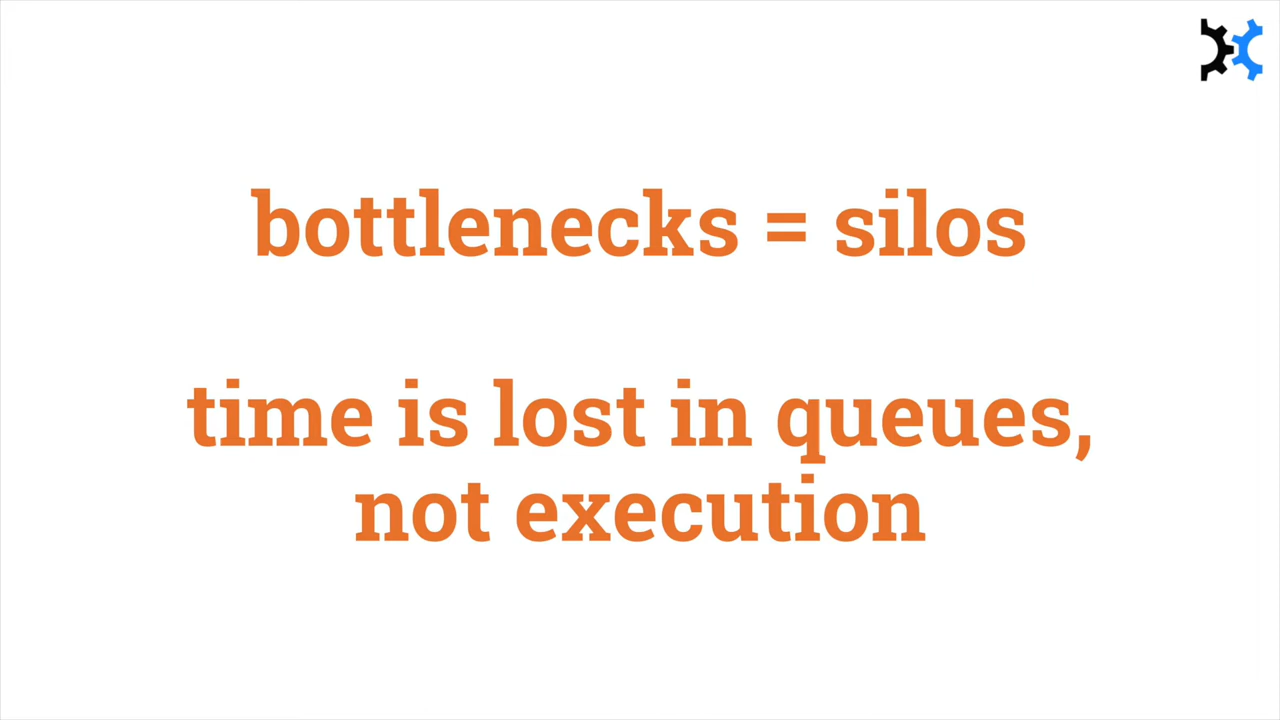 bottlenecks = silos
time is lost in queues,
not execution